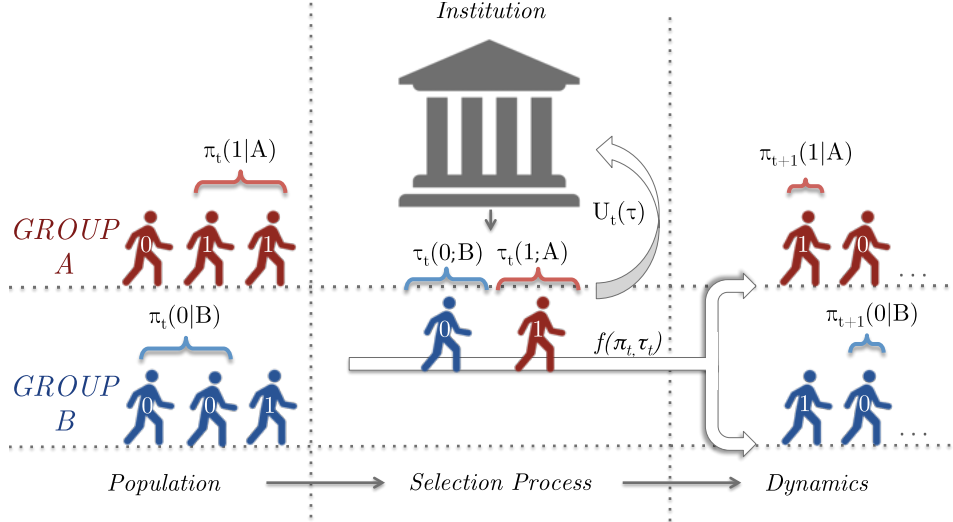 Institution
π_t(1|A)
π_{t+1}(1|A)
GROUP
A
0 1 1
U_t(τ)
1 0 ...
τ_t(0;B) τ_t(1;A)
0 1
π_t(0|B)
π_{t+1}(0|B)
f(π_t,τ_t)
GROUP
B
0 0 1
1 0 ...
Population
Selection Process
Dynamics